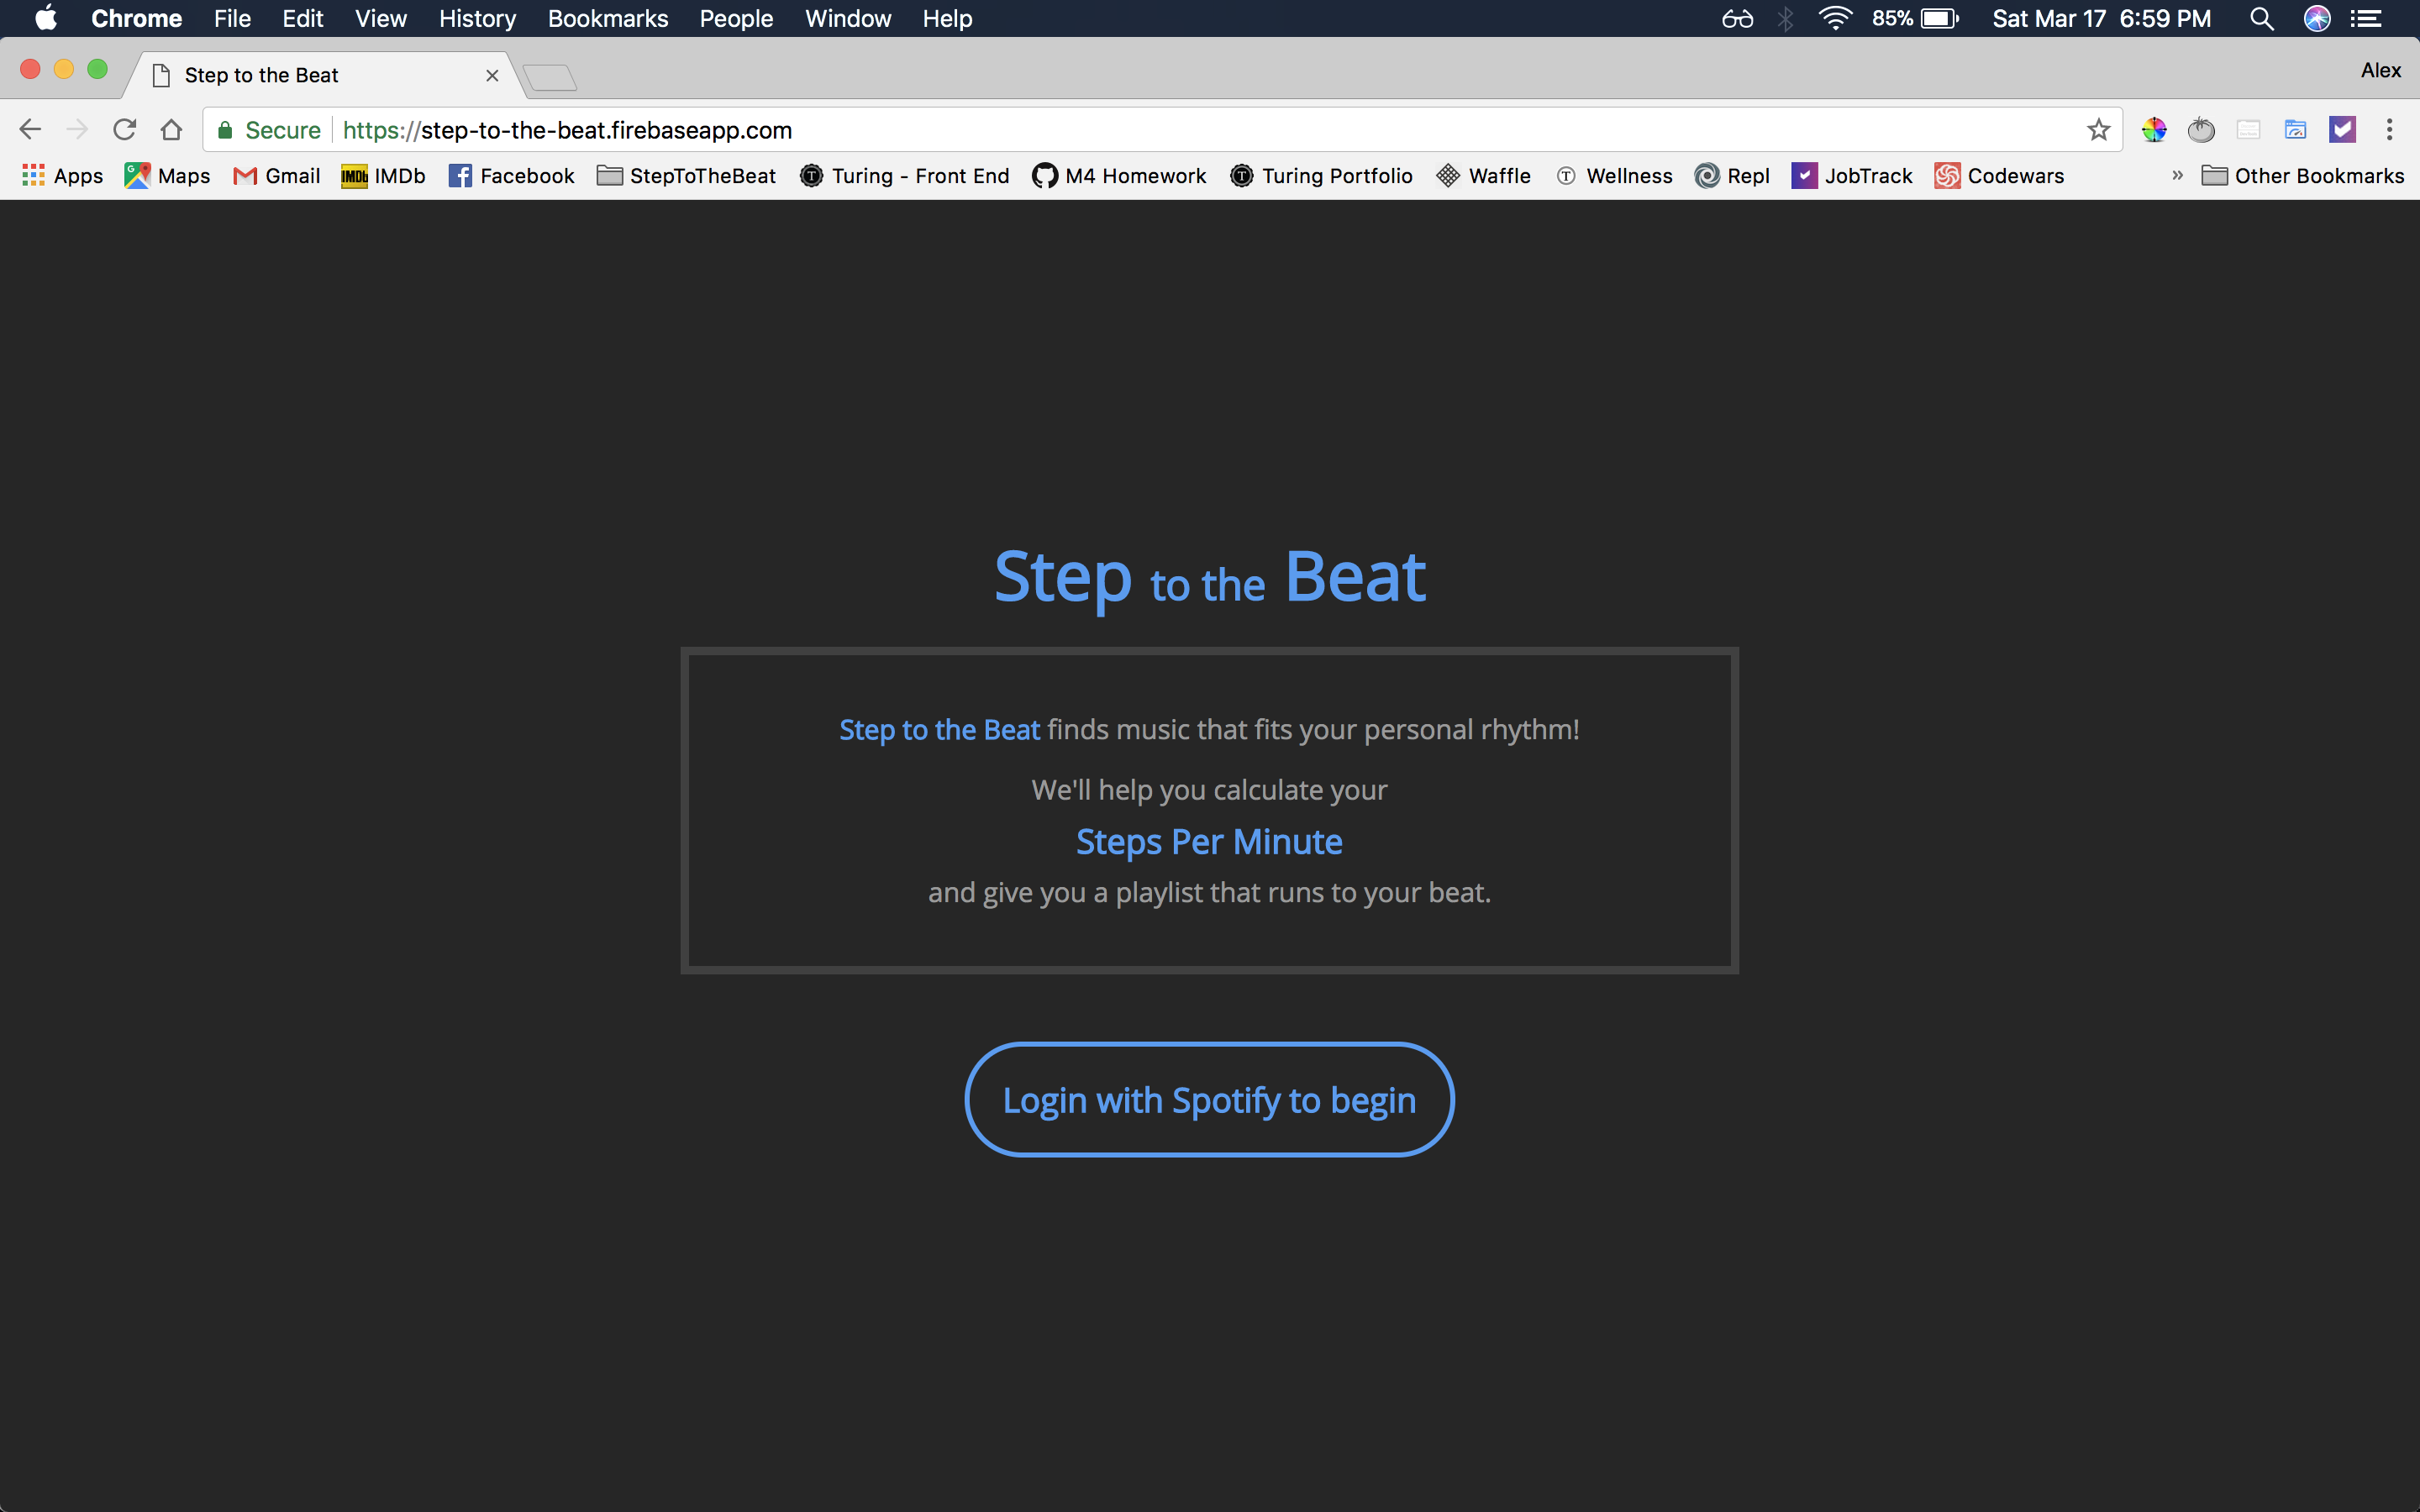 Chrome File Edit View History Bookmarks People Window Help 85% Sat Mar 17 6:59 PM
Step to the Beat Alex
Secure https://step-to-the-beat.firebaseapp.com
Apps Maps Gmail IMDb Facebook StepToTheBeat Turing - Front End M4 Homework Turing Portfolio Waffle Wellness Repl JobTrack Codewars » Other Bookmarks
Step to the Beat
Step to the Beat finds music that fits your personal rhythm!
We'll help you calculate your
Steps Per Minute
and give you a playlist that runs to your beat.
Login with Spotify to begin